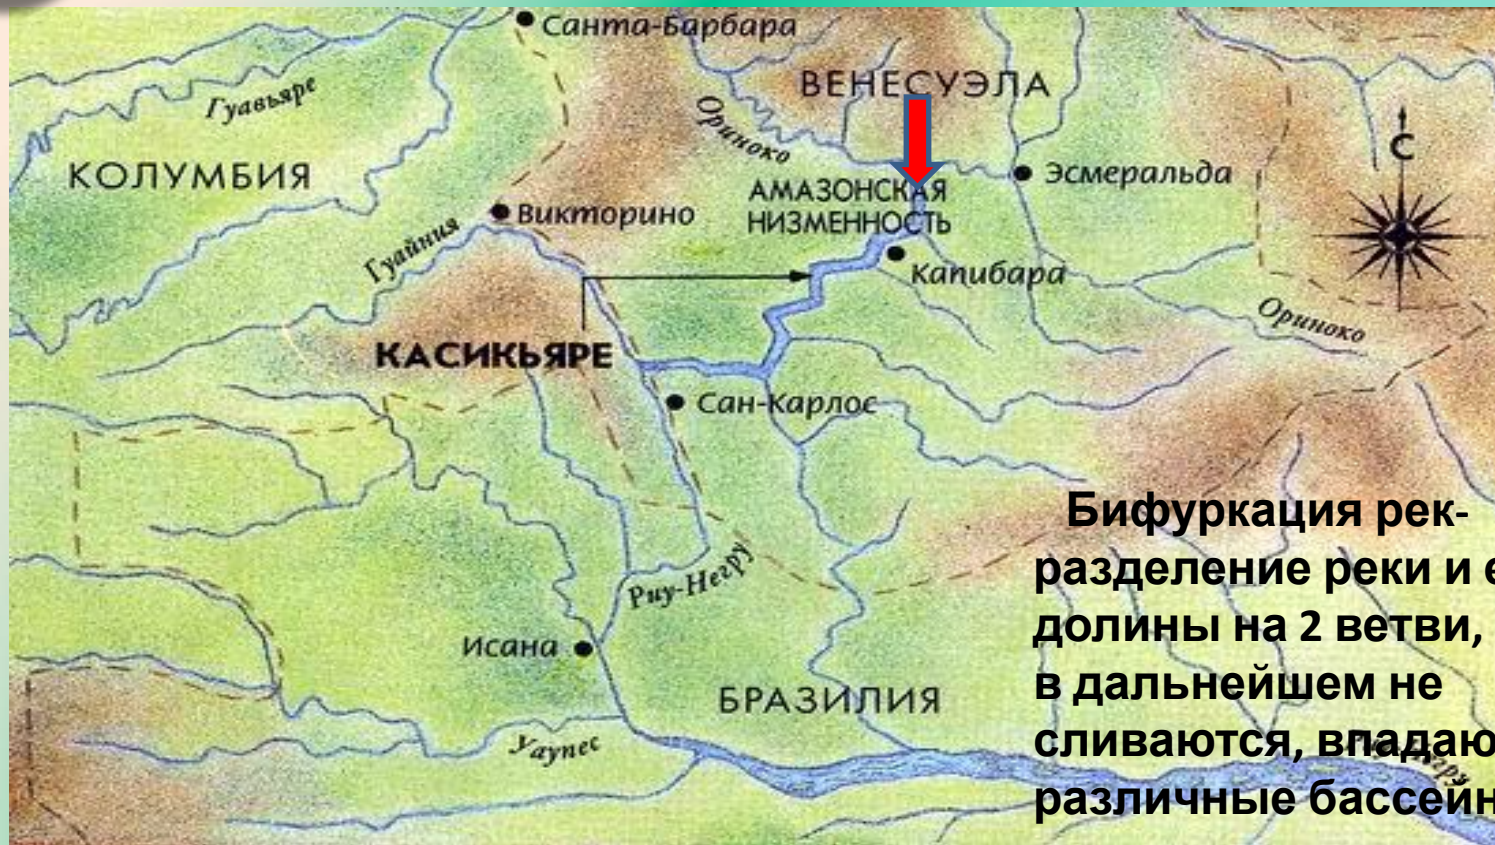 Санта-Барбара
ВЕНЕСУЭЛА
Гуавьяре
Ориноко
С
КОЛУМБИЯ
Эсмеральда
АМАЗОНСКАЯ
НИЗМЕННОСТЬ
Викторино
Гуайния
Капибара
Ориноко
КАСИКЬЯРЕ
Сан-Карлос
Бифуркация рек-
разделение реки и е
долины на 2 ветви,
в дальнейшем не
сливаются, впадаю
различные бассейн
Риу-Негру
Исана
БРАЗИЛИЯ
Уаупес